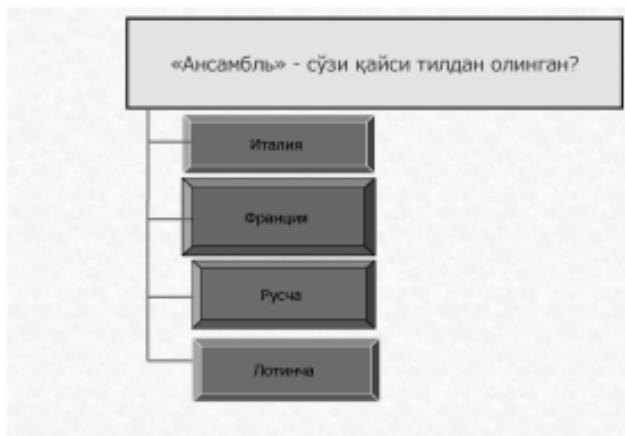 «Ансамбль» - сўзи қайси тилдан олинган?
Италия
Франция
Русча
Лотинча